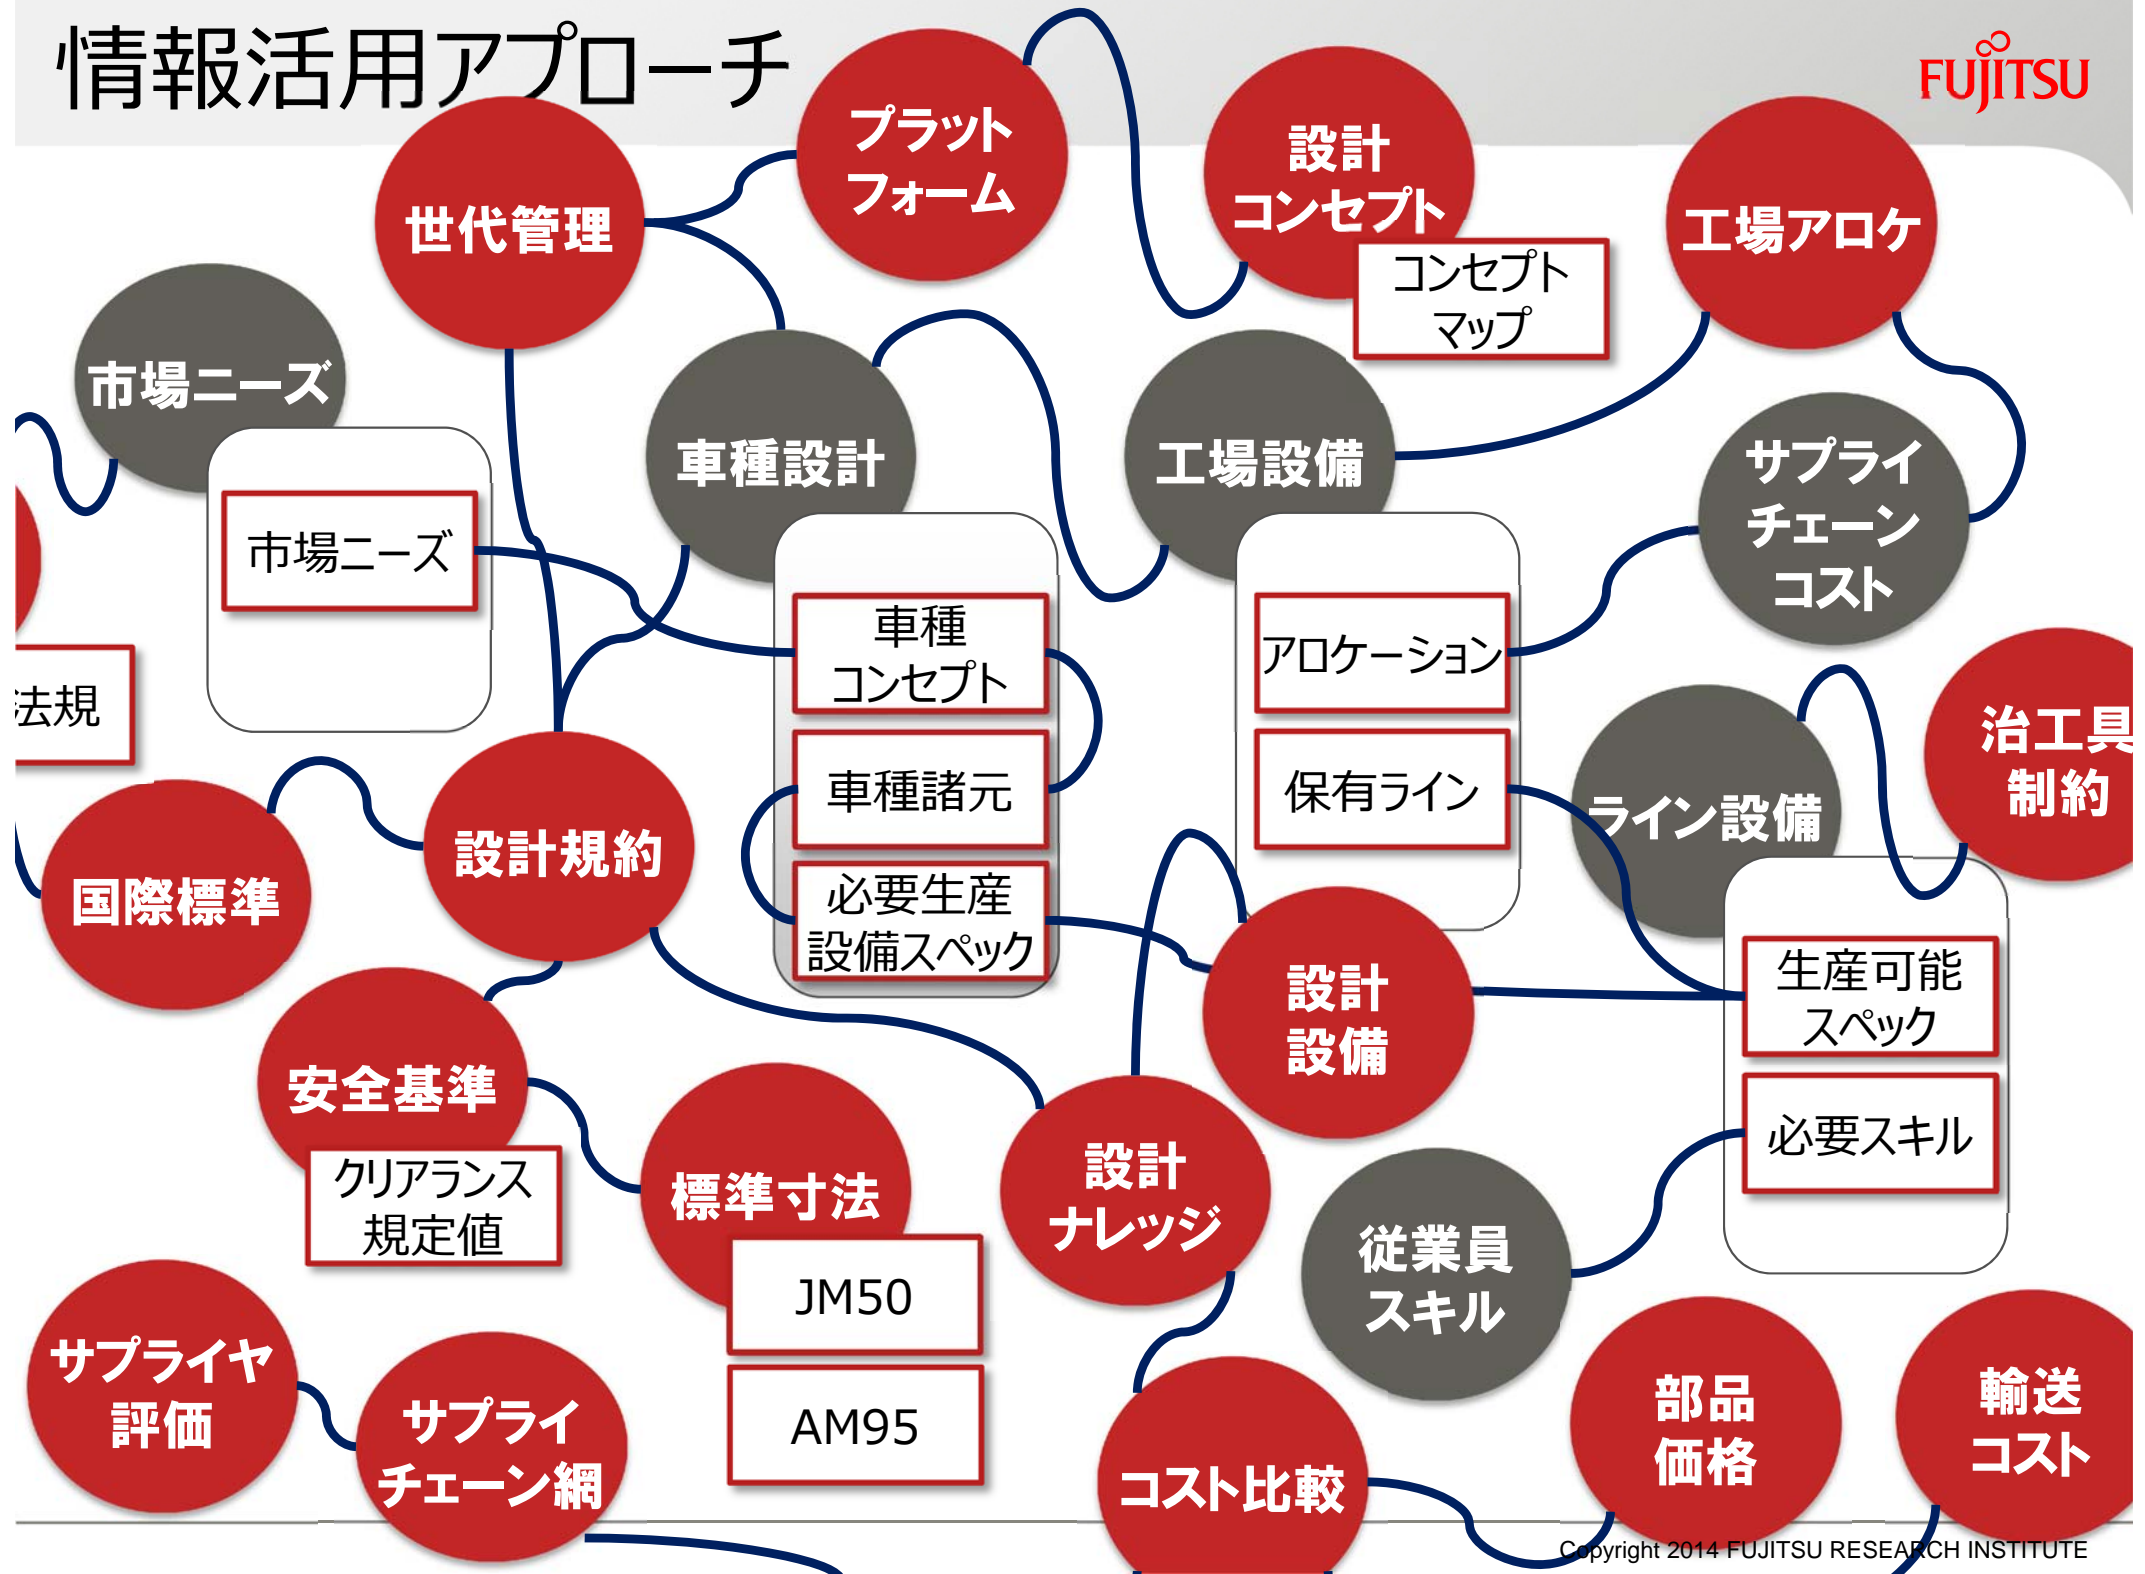 情報活用アプローチ
FUJITSU
プラット
フォーム
設計
コンセプト
コンセプト
マップ
工場アロケ
世代管理
市場ニーズ
市場ニーズ
車種設計
工場設備
サプライ
チェーン
コスト
車種
コンセプト
車種諸元
必要生産
設備スペック
アロケーション
保有ライン
法規
治工具
制約
ライン設備
生産可能
スペック
必要スキル
国際標準
設計規約
設計
設備
安全基準
クリアランス
規定値
標準寸法
JM50
AM95
設計
ナレッジ
従業員
スキル
サプライヤ
評価
サプライ
チェーン網
コスト比較
部品
価格
輸送
コスト
Copyright 2014 FUJITSU RESEARCH INSTITUTE